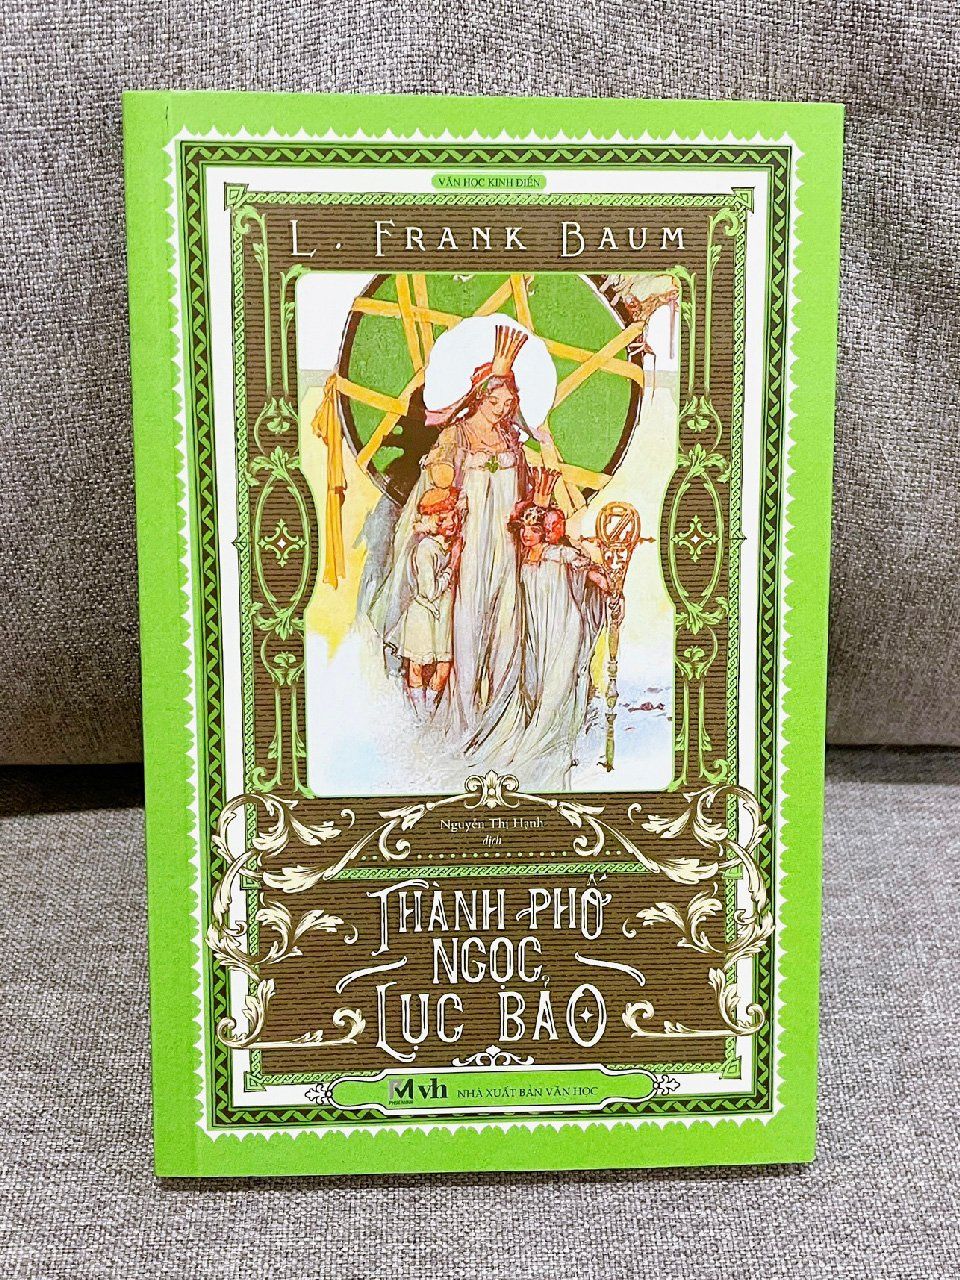 VĂN HỌC KINH ĐIỂN
L. FRANK BAUM
Nguyễn Thị Hạnh
dịch
THÀNH PHỐ
NGỌC
LỤC BẢO
vh NHÀ XUẤT BẢN VĂN HỌC